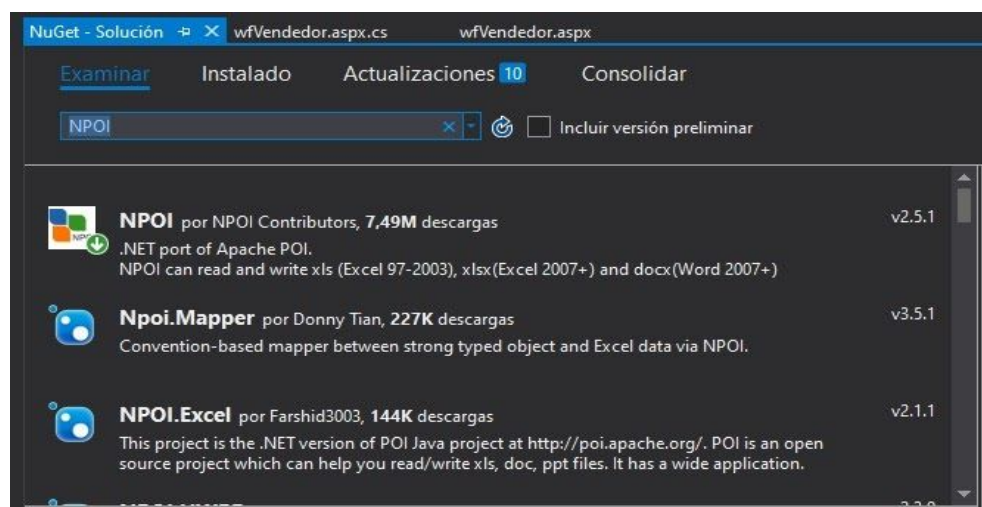 NuGet - Solución
wfVendedor.aspx.cs
wfVendedor.aspx
Examinar
Instalado
Actualizaciones 10
Consolidar
NPOI
Incluir versión preliminar
NPOI por NPOI Contributors, 7,49M descargas
v2.5.1
.NET port of Apache POI.
NPOI can read and write xls (Excel 97-2003), xlsx(Excel 2007+) and docx(Word 2007+)
Npoi.Mapper por Donny Tian, 227K descargas
v3.5.1
Convention-based mapper between strong typed object and Excel data via NPOI.
NPOI.Excel por Farshid3003, 144K descargas
v2.1.1
This project is the .NET version of POI Java project at http://poi.apache.org/. POI is an open
source project which can help you read/write xls, doc, ppt files. It has a wide application.